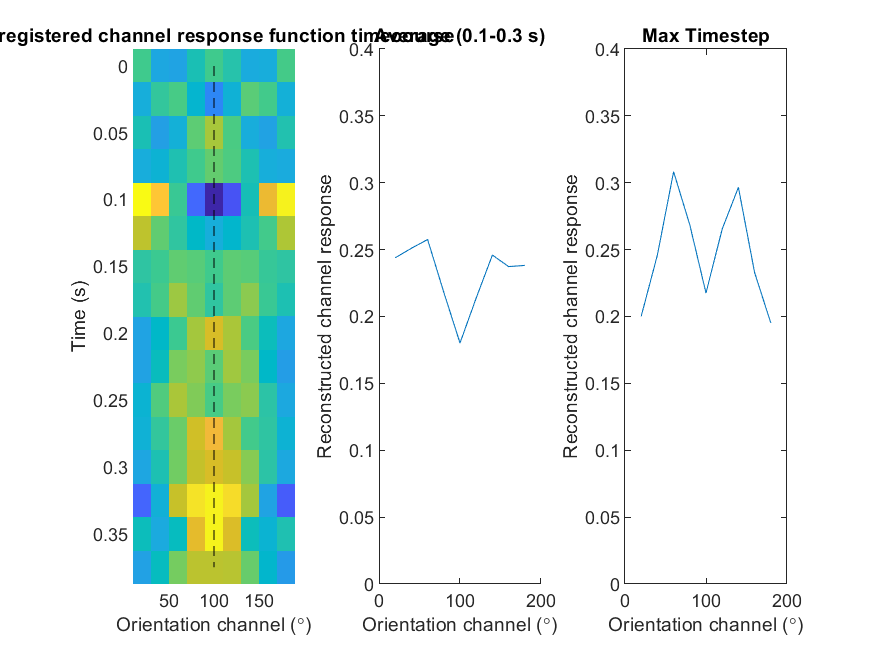 registered channel response function timecourse
Average (0.1-0.3 s)
Max Timestep
0
0.05
0.1
0.15
0.2
0.25
0.3
0.35
Time (s)
50 100 150
Orientation channel (°)
0.4
0.35
0.3
0.25
0.2
0.15
0.1
0.05
0
Reconstructed channel response
0 100 200
Orientation channel (°)
0.4
0.35
0.3
0.25
0.2
0.15
0.1
0.05
0
Reconstructed channel response
0 100 200
Orientation channel (°)